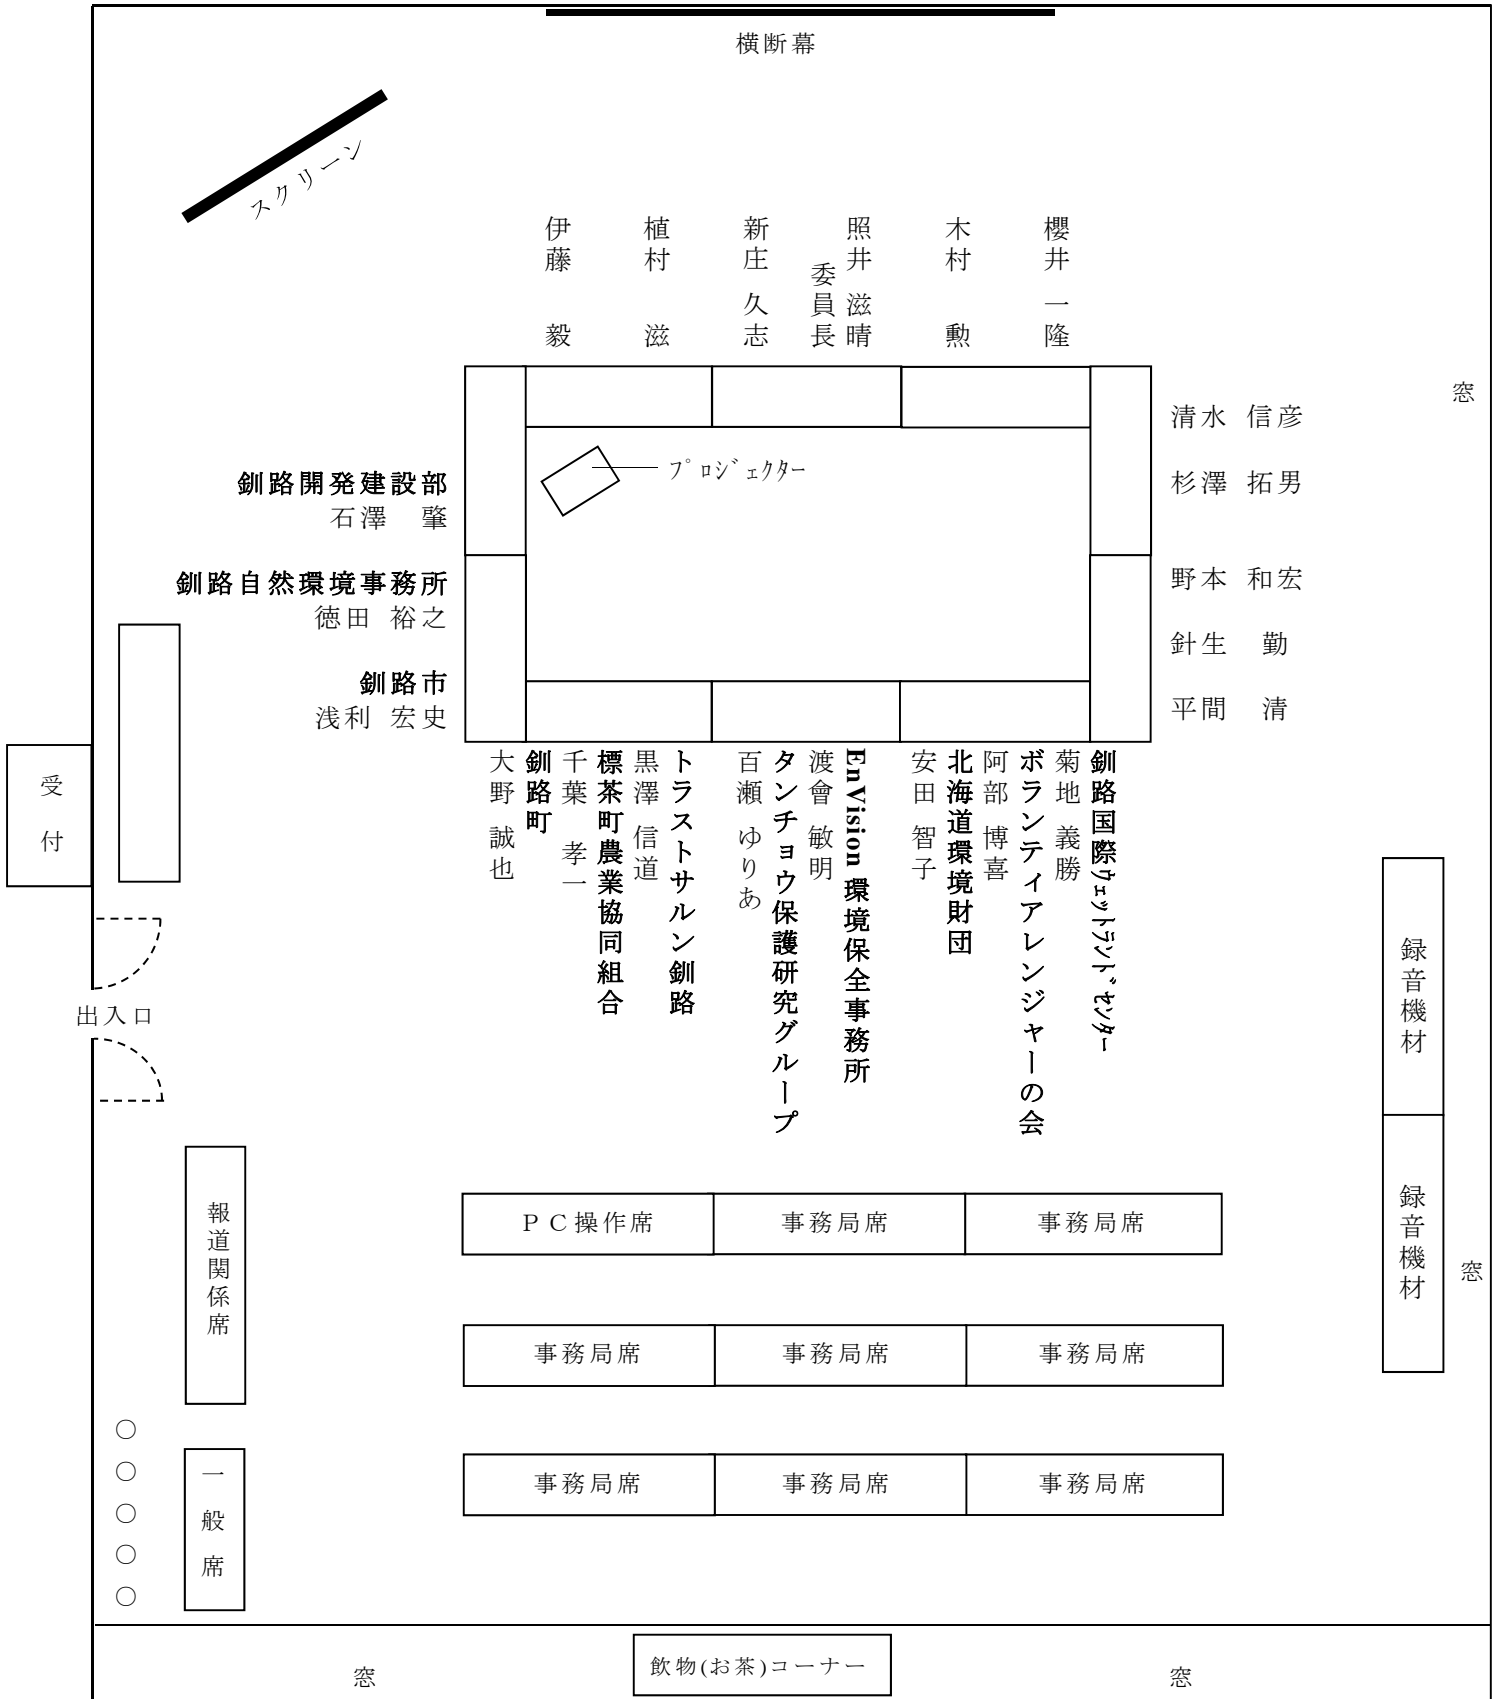 横断幕
スクリーン
伊藤　毅
植村　滋
新庄 久志
委員長
照井 滋晴
木村　勲
櫻井 一隆
窓
清水 信彦
杉澤 拓男
野本 和宏
針生　勤
平間　清
ﾌﾟﾛｼﾞｪｸﾀｰ
釧路開発建設部
石澤　肇
釧路自然環境事務所
徳田 裕之
釧路市
浅利 宏史
受付
出入口
釧路国際ｳｪｯﾄﾗﾝﾄﾞｾﾝﾀｰ
菊地 義勝
ボランティアレンジャーの会
阿部 博喜
北海道環境財団
安田 智子
EnVision 環境保全事務所
渡會 敏明
タンチョウ保護研究グループ
百瀬 ゆりあ
トラストサルン釧路
黒澤 信道
標茶町農業協同組合
千葉 孝一
釧路町
大野 誠也
録音機材
録音機材
窓
報道関係席
一般席
○
○
○
○
○
ＰＣ操作席
事務局席
事務局席
事務局席
事務局席
事務局席
事務局席
事務局席
事務局席
窓
飲物(お茶)コーナー
窓